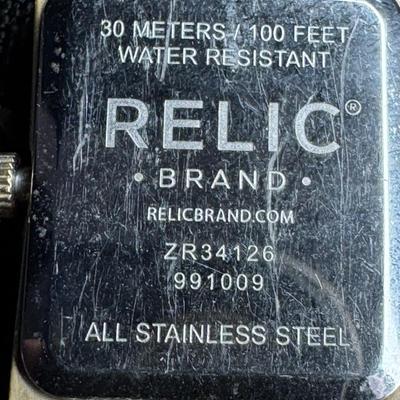 30 METERS / 100 FEET
WATER RESISTANT
RELIC®
• BRAND •
RELICBRAND.COM
ZR34126
991009
ALL STAINLESS STEEL